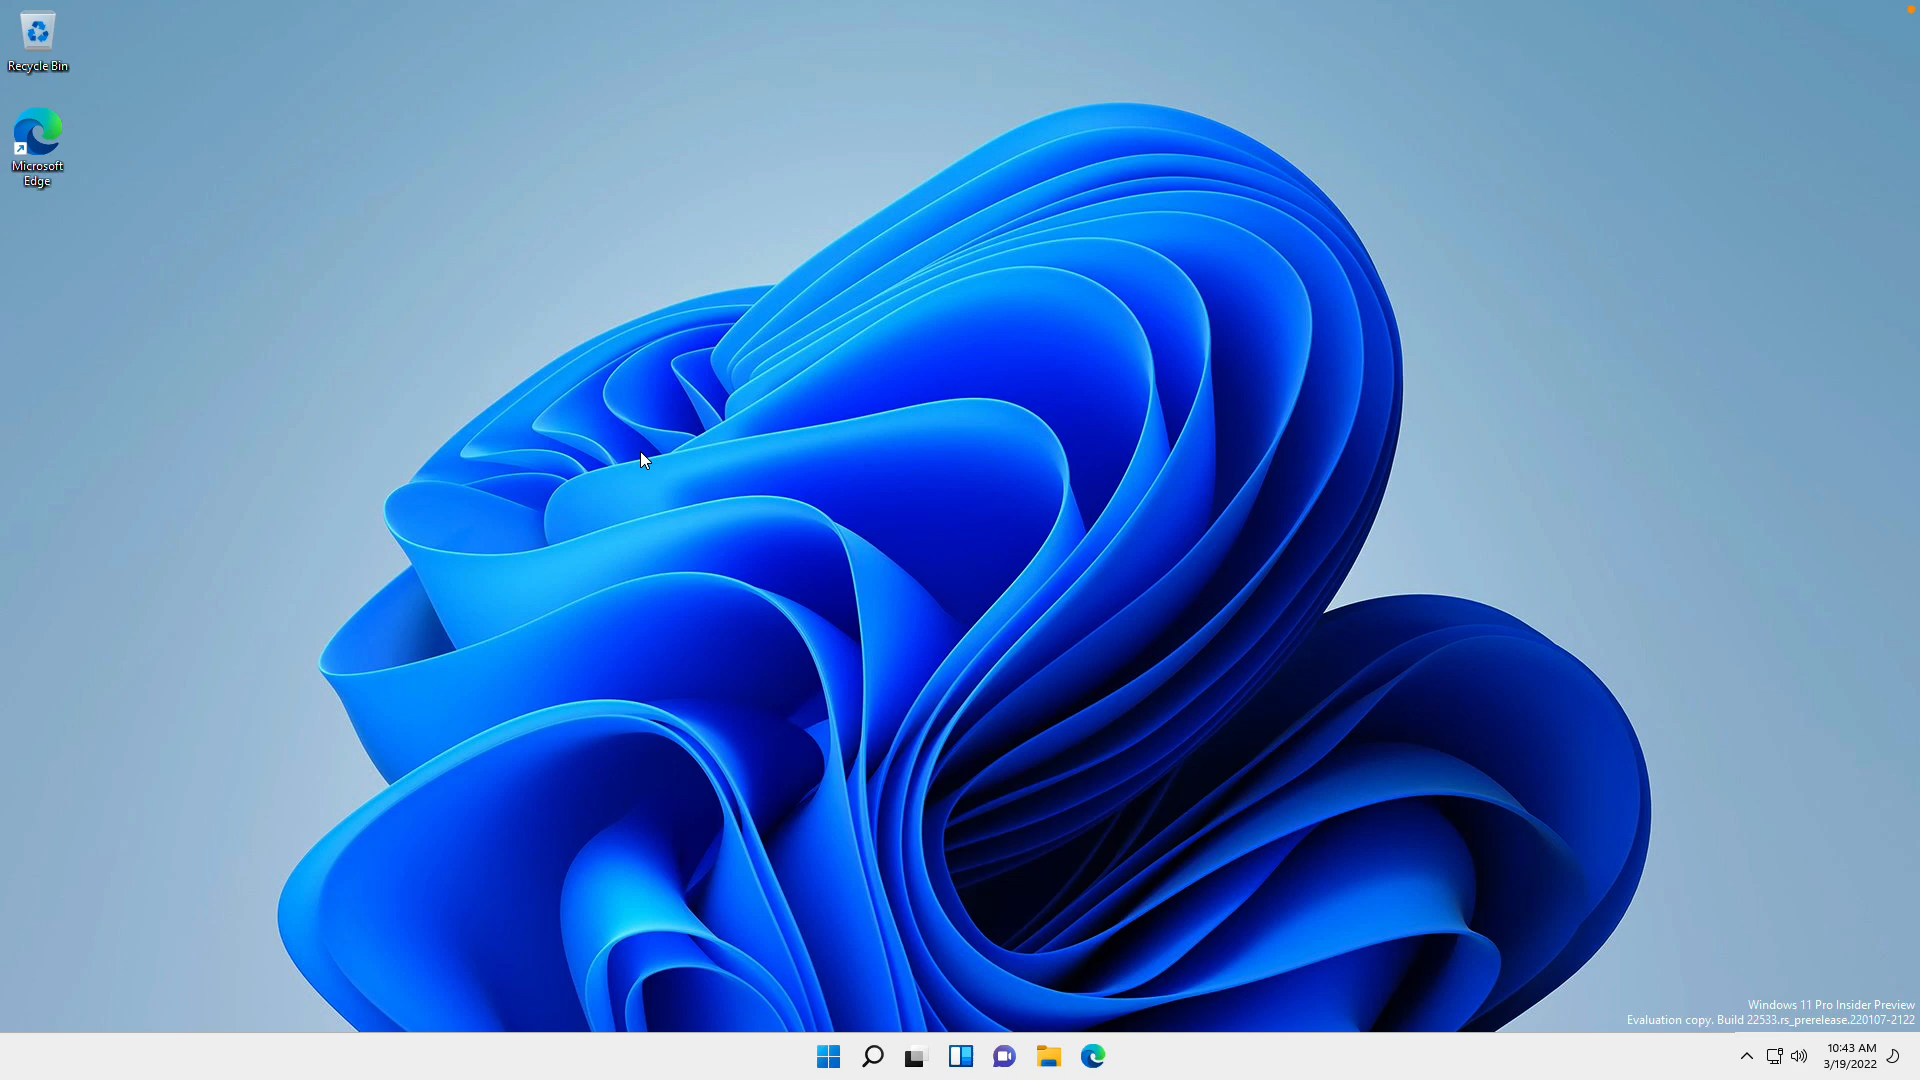 Recycle Bin
Microsoft
Edge
Windows 11 Pro Insider Preview
Evaluation copy. Build 22533.rs_prerelease.220107-2122
10:43 AM
3/19/2022